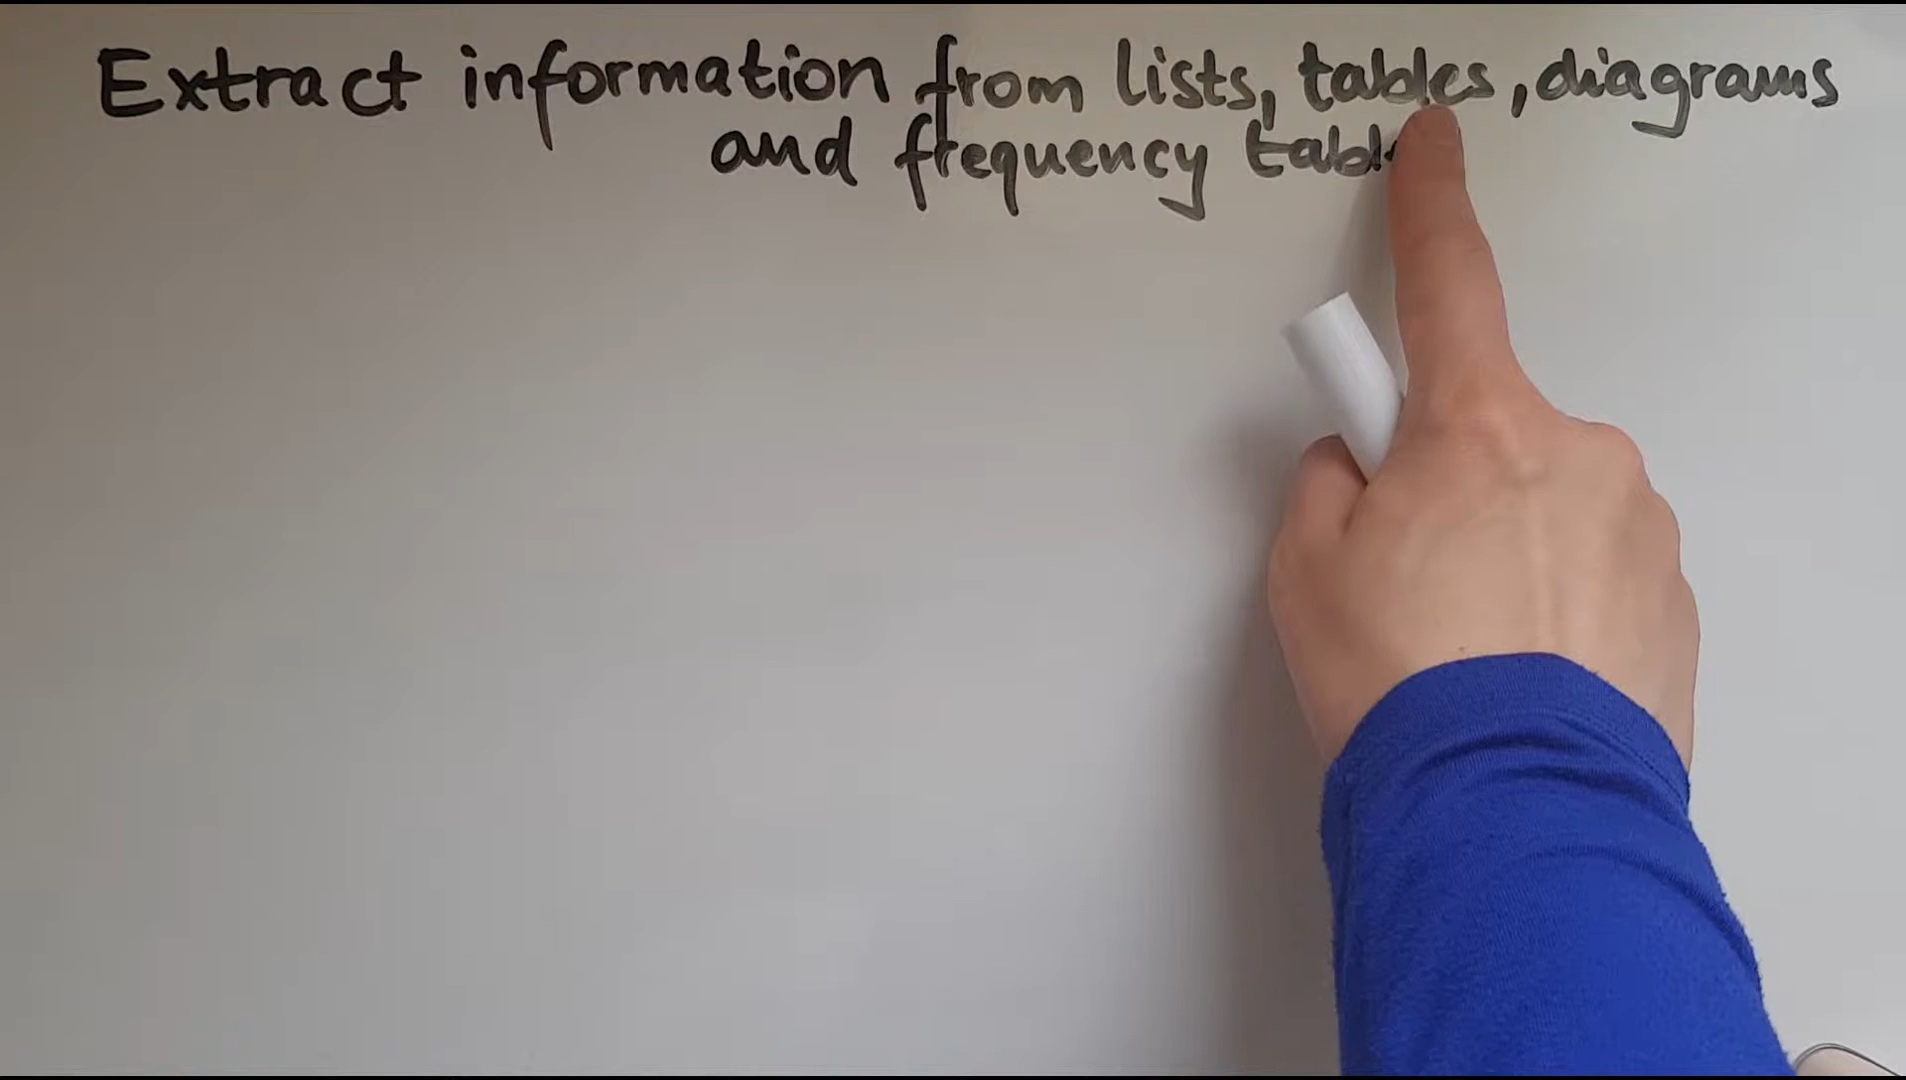 Extract information from lists, tables, diagrams
and frequency